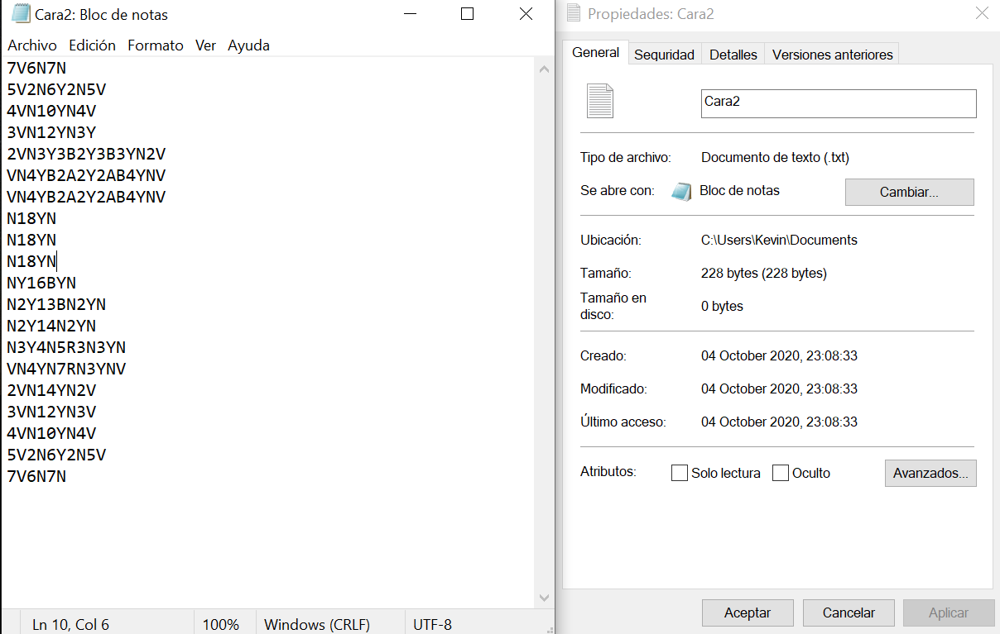 Cara2: Bloc de notas
Archivo Edición Formato Ver Ayuda
7V6N7N
5V2N6Y2N5V
4VN10YN4V
3VN12YN3Y
2VN3Y3B2Y3B3YN2V
VN4YB2A2Y2AB4YNV
VN4YB2A2Y2AB4YNV
N18YN
N18YN
N18YN
NY16BYN
N2Y13BN2YN
N2Y14N2YN
N3Y4N5R3N3YN
VN4YN7RN3YNV
2VN14YN2V
3VN12YN3V
4VN10YN4V
5V2N6Y2N5V
7V6N7N
Ln 10, Col 6 100% Windows (CRLF) UTF-8
Propiedades: Cara2
General Seguridad Detalles Versiones anteriores
Cara2
Tipo de archivo: Documento de texto (.txt)
Se abre con: Bloc de notas Cambiar...
Ubicación: C:\Users\Kevin\Documents
Tamaño: 228 bytes (228 bytes)
Tamaño en
disco: 0 bytes
Creado: 04 October 2020, 23:08:33
Modificado: 04 October 2020, 23:08:33
Último acceso: 04 October 2020, 23:08:33
Atributos: Solo lectura Oculto Avanzados...
Aceptar Cancelar Aplicar